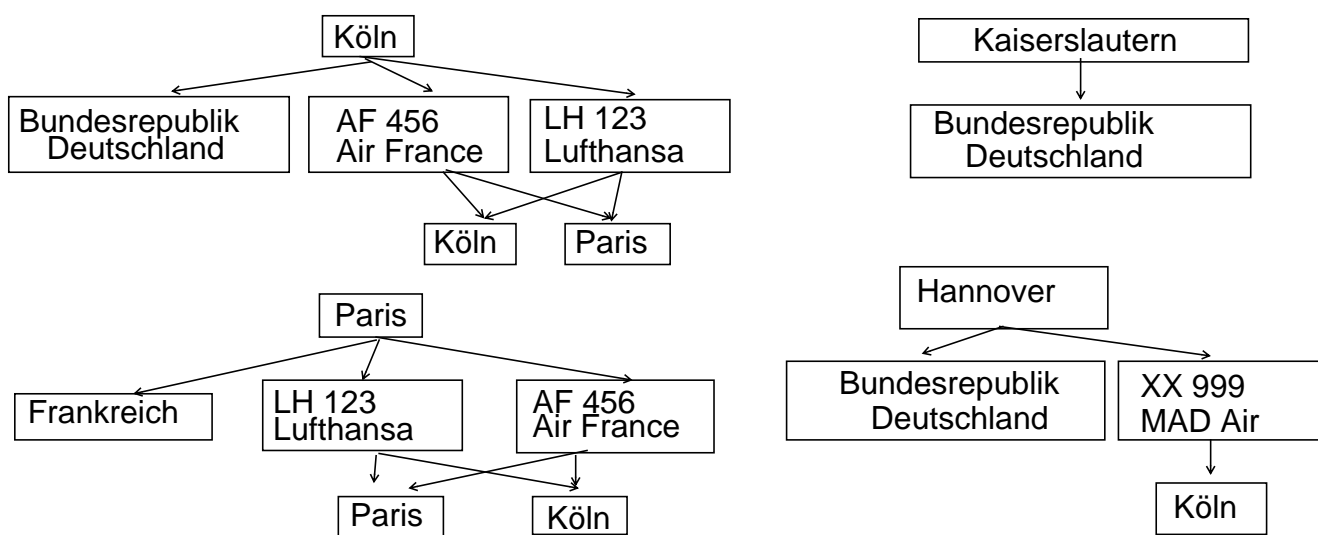 Köln
Bundesrepublik
Deutschland
AF 456
Air France
LH 123
Lufthansa
Köln
Paris
Kaiserslautern
Bundesrepublik
Deutschland
Paris
Frankreich
LH 123
Lufthansa
AF 456
Air France
Paris
Köln
Hannover
Bundesrepublik
Deutschland
XX 999
MAD Air
Köln